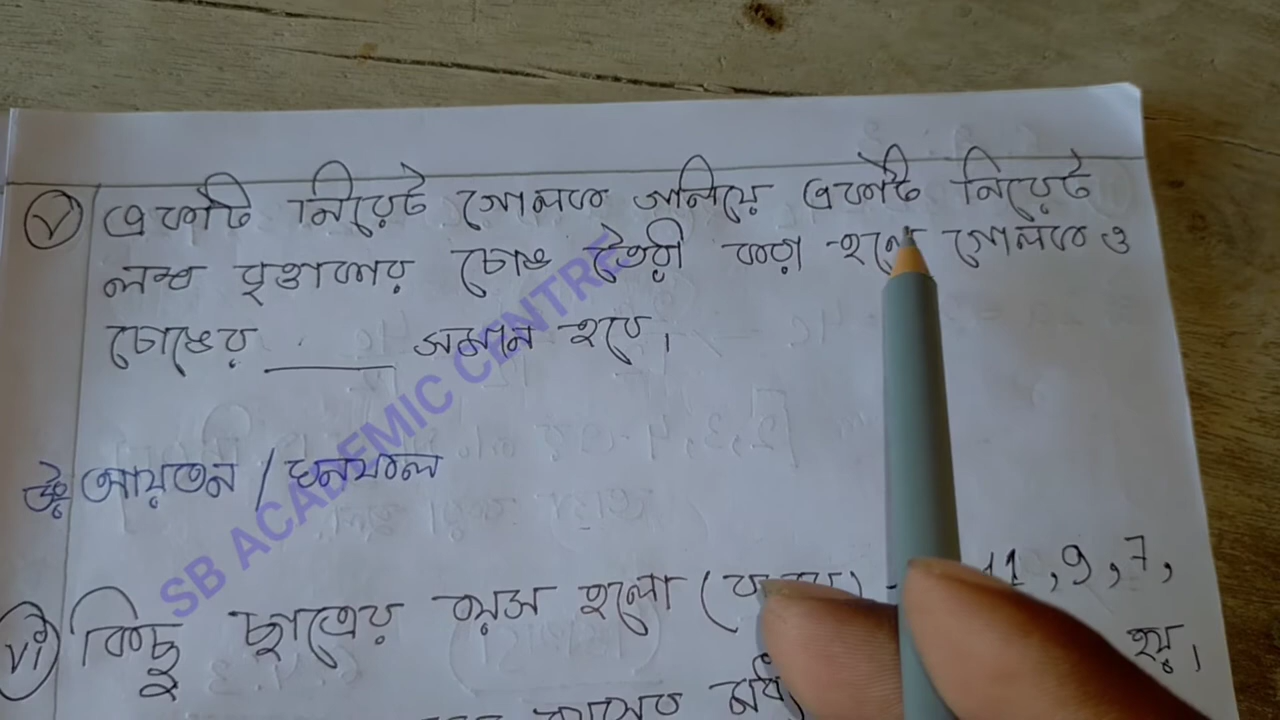 (V) একটি নিরেট গোলক গলিয়ে একটি নিরেট
লম্ব বৃত্তাকার চোঙ তৈরী করা হলে গোলক ও
চোঙের ______ সমান হবে।
উঃ আয়তন / ঘনফল
SB ACADEMIC CENTRE
(VI) কিছু ছাত্রের বয়স হলো ( 11, 9, 7,
হয়।